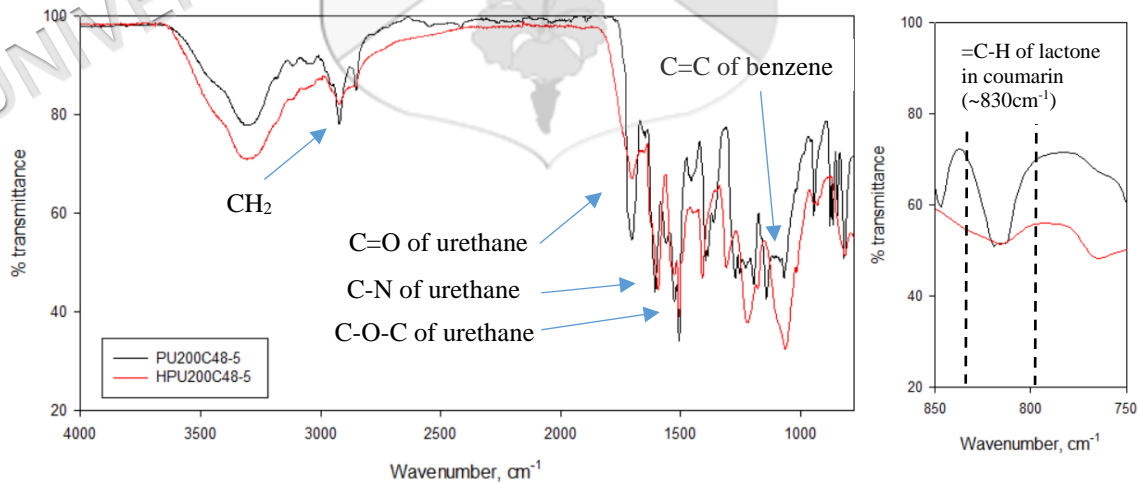 UNIVER
100
80
60
40
20
% transmittance
4000
3500
3000
2500
2000
1500
1000
Wavenumber, cm-1
CH2
C=O of urethane
C-N of urethane
C-O-C of urethane
C=C of benzene
PU200C48-5
HPU200C48-5
100
80
60
40
20
% transmittance
=C-H of lactone
in coumarin
(~830cm-1)
850
800
750
Wavenumber, cm-1